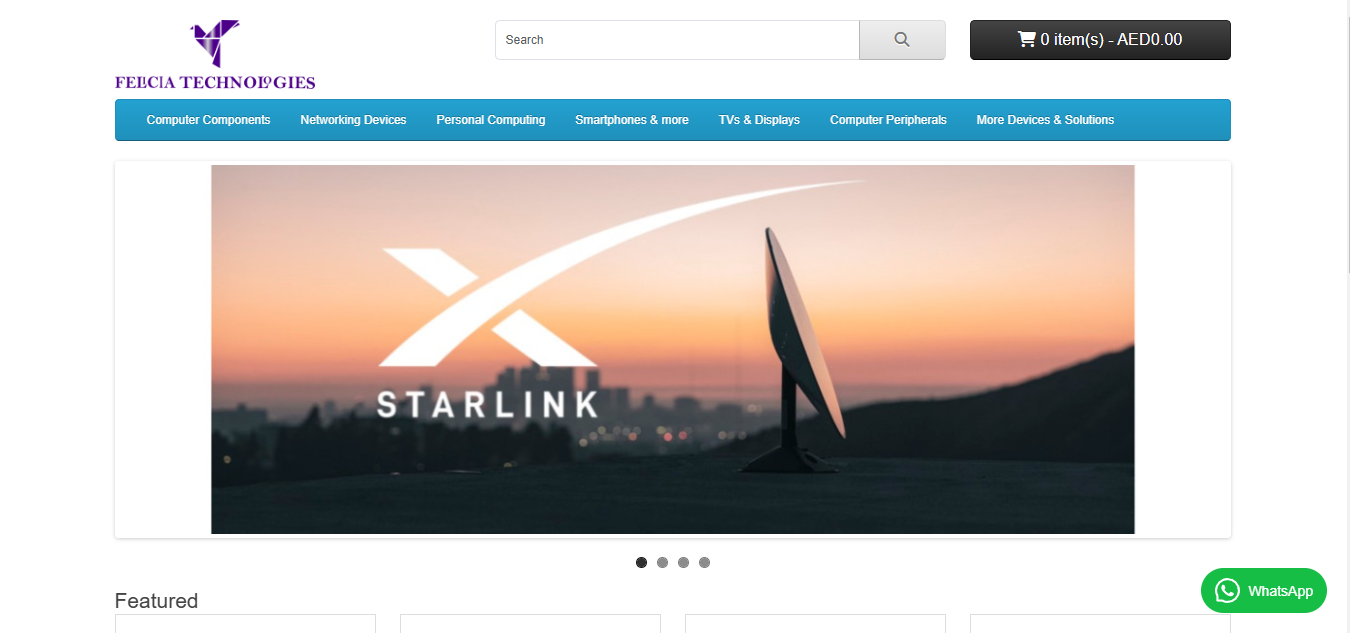 FELICIA TECHNOLOGIES
Search
0 item(s) - AED0.00
Computer Components Networking Devices Personal Computing Smartphones & more TVs & Displays Computer Peripherals More Devices & Solutions
STARLINK
Featured
WhatsApp